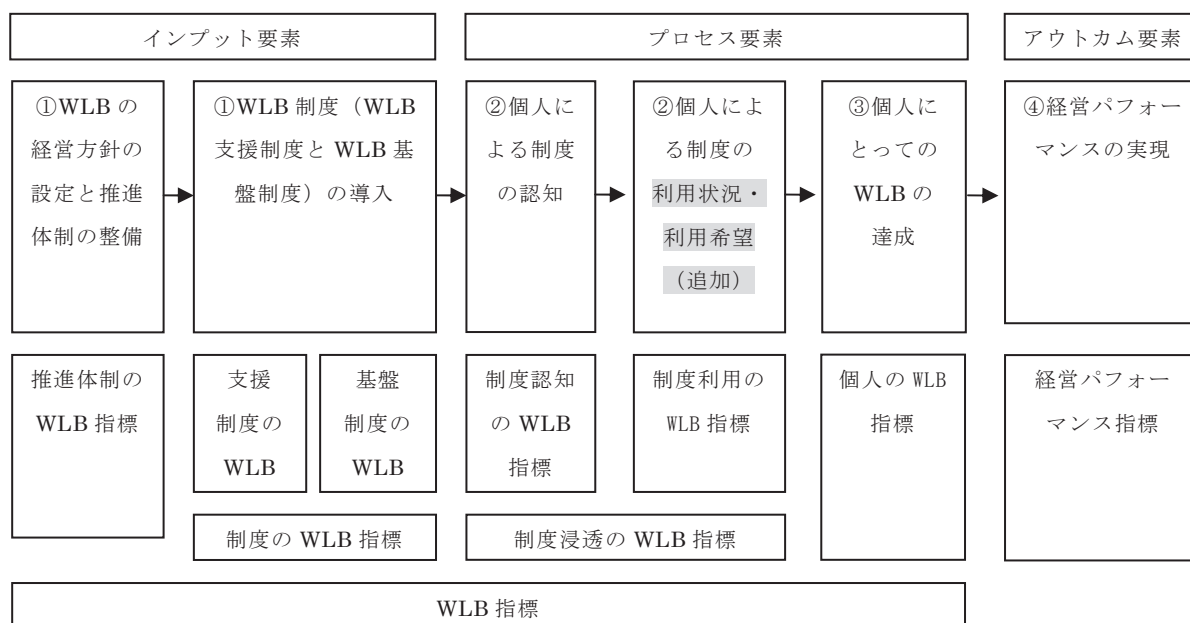 インプット要素
プロセス要素
アウトカム要素
①WLB の
経営方針の
設定と推進
体制の整備
①WLB 制度（WLB
支援制度と WLB 基
盤制度）の導入
②個人に
よる制度
の認知
②個人によ
る制度の
利用状況・
利用希望
（追加）
③個人に
とっての
WLB の
達成
④経営パフォー
マンスの実現
推進体制の
WLB 指標
支援
制度の
WLB
基盤
制度の
WLB
制度認知
の WLB
指標
制度利用の
WLB 指標
個人の WLB
指標
経営パフォー
マンス指標
制度の WLB 指標
制度浸透の WLB 指標
WLB 指標